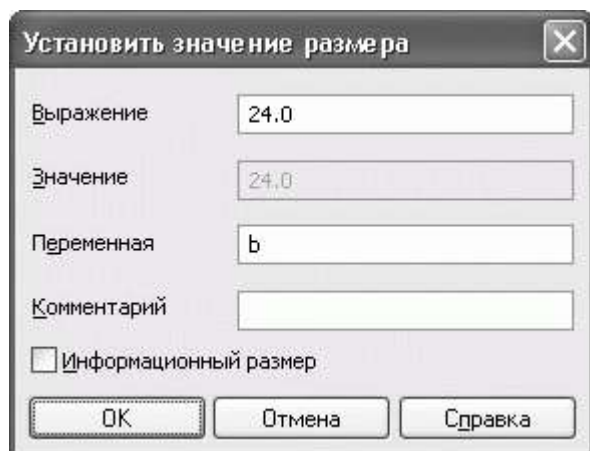 Установить значение размера
Выражение 24.0
Значение 24.0
Переменная b
Комментарий
Информационный размер
OK Отмена Справка